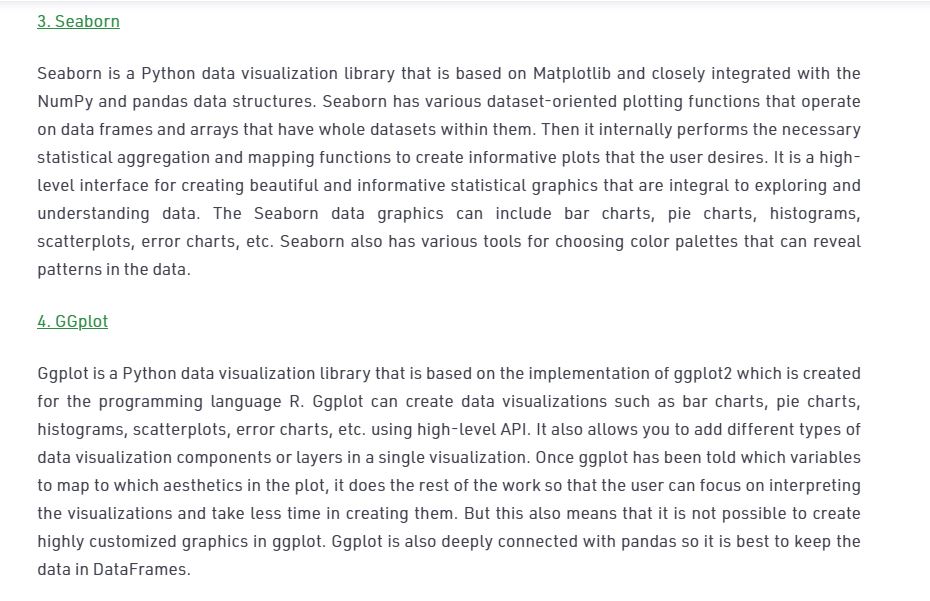 3. Seaborn
Seaborn is a Python data visualization library that is based on Matplotlib and closely integrated with the
NumPy and pandas data structures. Seaborn has various dataset-oriented plotting functions that operate
on data frames and arrays that have whole datasets within them. Then it internally performs the necessary
statistical aggregation and mapping functions to create informative plots that the user desires. It is a high-
level interface for creating beautiful and informative statistical graphics that are integral to exploring and
understanding data. The Seaborn data graphics can include bar charts, pie charts, histograms,
scatterplots, error charts, etc. Seaborn also has various tools for choosing color palettes that can reveal
patterns in the data.
4. GGplot
Ggplot is a Python data visualization library that is based on the implementation of ggplot2 which is created
for the programming language R. Ggplot can create data visualizations such as bar charts, pie charts,
histograms, scatterplots, error charts, etc. using high-level API. It also allows you to add different types of
data visualization components or layers in a single visualization. Once ggplot has been told which variables
to map to which aesthetics in the plot, it does the rest of the work so that the user can focus on interpreting
the visualizations and take less time in creating them. But this also means that it is not possible to create
highly customized graphics in ggplot. Ggplot is also deeply connected with pandas so it is best to keep the
data in DataFrames.